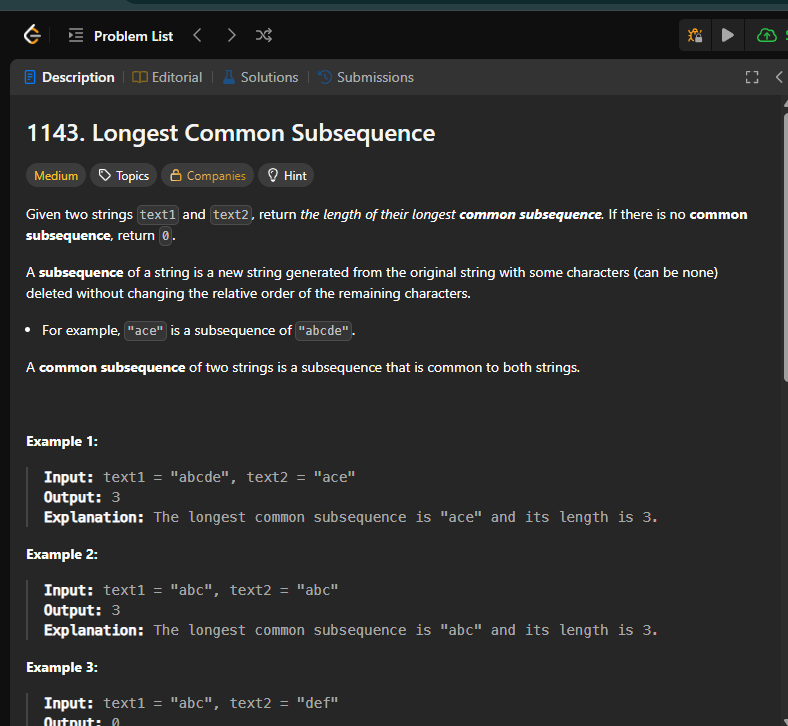 Problem List
Description
Editorial
Solutions
Submissions
1143. Longest Common Subsequence
Medium
Topics
Companies
Hint
Given two strings text1 and text2, return the length of their longest common subsequence. If there is no common
subsequence, return 0.
A subsequence of a string is a new string generated from the original string with some characters (can be none)
deleted without changing the relative order of the remaining characters.
• For example, "ace" is a subsequence of "abcde".
A common subsequence of two strings is a subsequence that is common to both strings.
Example 1:
Input: text1 = "abcde", text2 = "ace"
Output: 3
Explanation: The longest common subsequence is "ace" and its length is 3.
Example 2:
Input: text1 = "abc", text2 = "abc"
Output: 3
Explanation: The longest common subsequence is "abc" and its length is 3.
Example 3:
Input: text1 = "abc", text2 = "def"
Output: 0